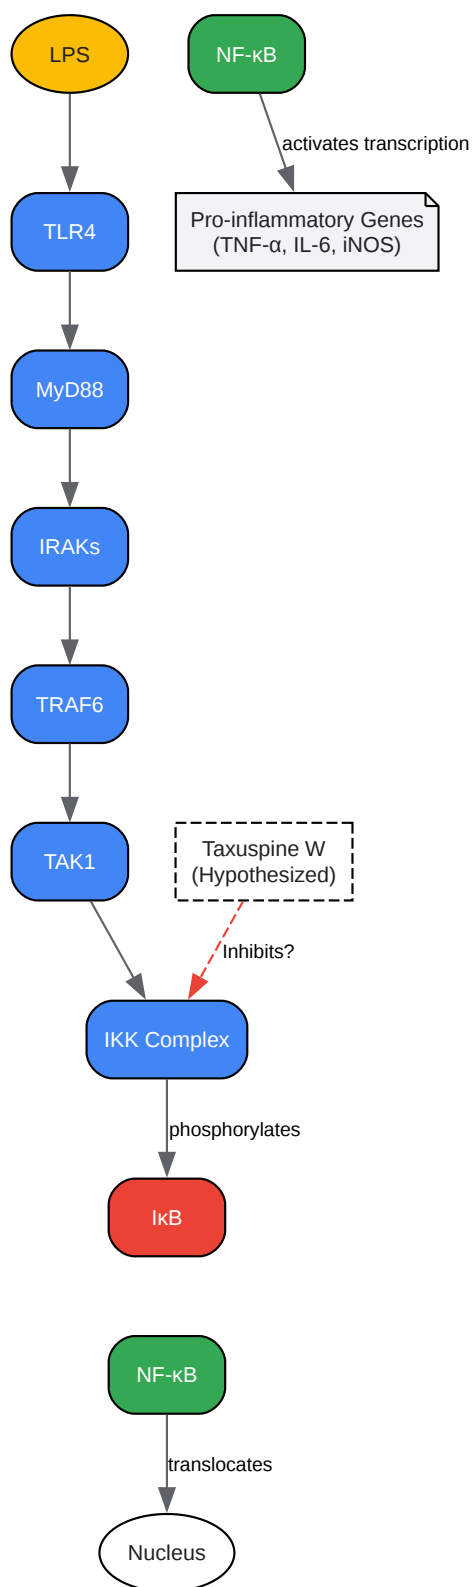 LPS
NF-κB
activates transcription
TLR4
Pro-inflammatory Genes
(TNF-α, IL-6, iNOS)
MyD88
IRAKs
TRAF6
TAK1
Taxuspine W
(Hypothesized)
Inhibits?
IKK Complex
phosphorylates
IκB
NF-κB
translocates
Nucleus